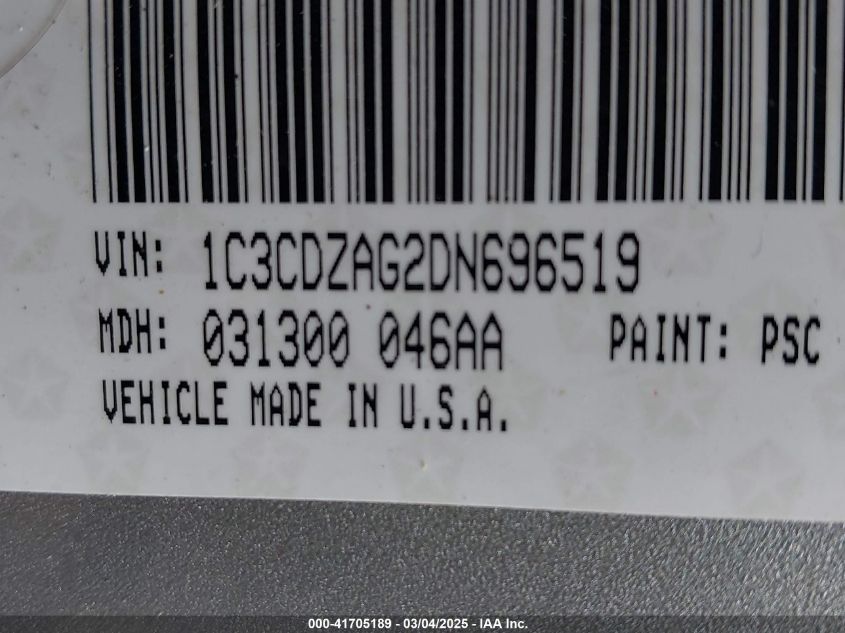 VIN: 1C3CDZAG2DN696519
MDH: 031300 046AA PAINT: PSC
VEHICLE MADE IN U.S.A.
000-41705189 - 03/04/2025 - IAA Inc.